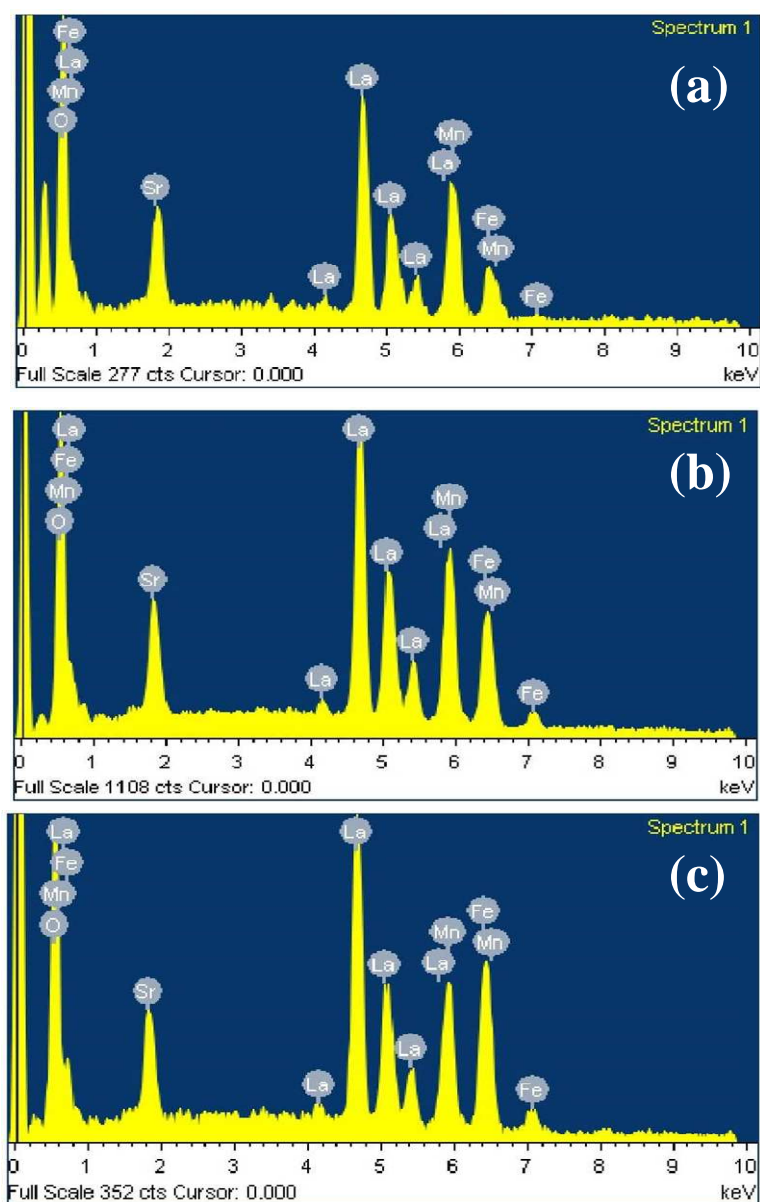 Spectrum 1
(a)
Fe
La
Mn
O
Sr
La
La
La
La
Mn
La
Fe
Mn
Fe
0 1 2 3 4 5 6 7 8 9 10
Full Scale 277 cts Cursor: 0.000 keV
Spectrum 1
(b)
La
Fe
Mn
O
Sr
La
La
La
La
Mn
La
Fe
Mn
Fe
0 1 2 3 4 5 6 7 8 9 10
Full Scale 1108 cts Cursor: 0.000 keV
Spectrum 1
(c)
La
Fe
Mn
O
Sr
La
La
La
La
Mn
La
Fe
Mn
Fe
0 1 2 3 4 5 6 7 8 9 10
Full Scale 352 cts Cursor: 0.000 keV